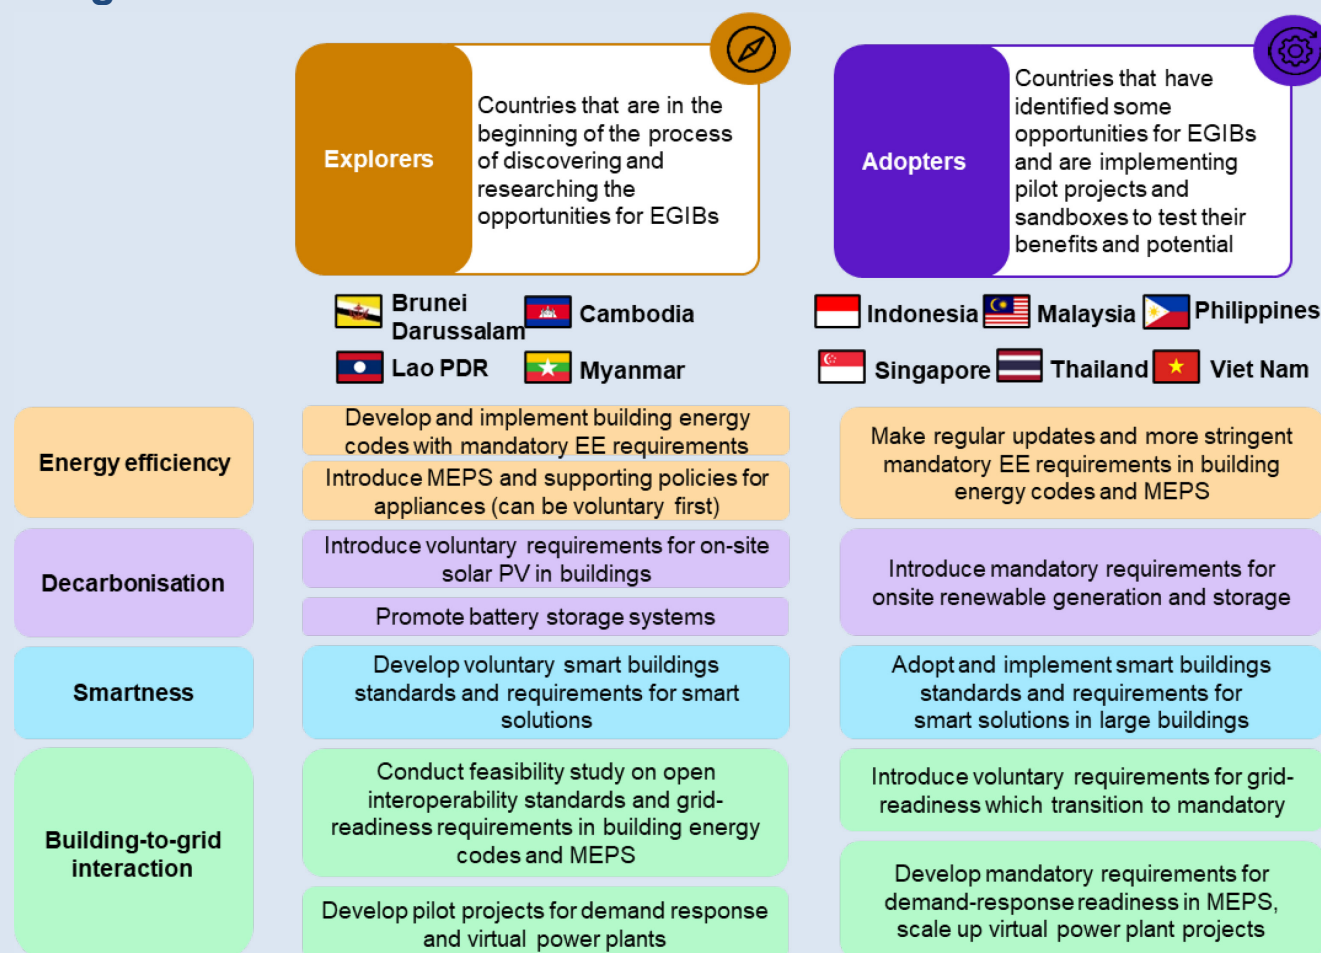 Explorers
Countries that are in the
beginning of the process
of discovering and
researching the
opportunities for EGIBs
Adopters
Countries that have
identified some
opportunities for EGIBs
and are implementing
pilot projects and
sandboxes to test their
benefits and potential
Brunei
Darussalam
Cambodia
Lao PDR
Myanmar
Indonesia
Malaysia
Philippines
Singapore
Thailand
Viet Nam
Energy efficiency
Develop and implement building energy
codes with mandatory EE requirements
Introduce MEPS and supporting policies for
appliances (can be voluntary first)
Make regular updates and more stringent
mandatory EE requirements in building
energy codes and MEPS
Decarbonisation
Introduce voluntary requirements for on-site
solar PV in buildings
Promote battery storage systems
Introduce mandatory requirements for
onsite renewable generation and storage
Smartness
Develop voluntary smart buildings
standards and requirements for smart
solutions
Adopt and implement smart buildings
standards and requirements for
smart solutions in large buildings
Building-to-grid
interaction
Conduct feasibility study on open
interoperability standards and grid-
readiness requirements in building energy
codes and MEPS
Develop pilot projects for demand response
and virtual power plants
Introduce voluntary requirements for grid-
readiness which transition to mandatory
Develop mandatory requirements for
demand-response readiness in MEPS,
scale up virtual power plant projects